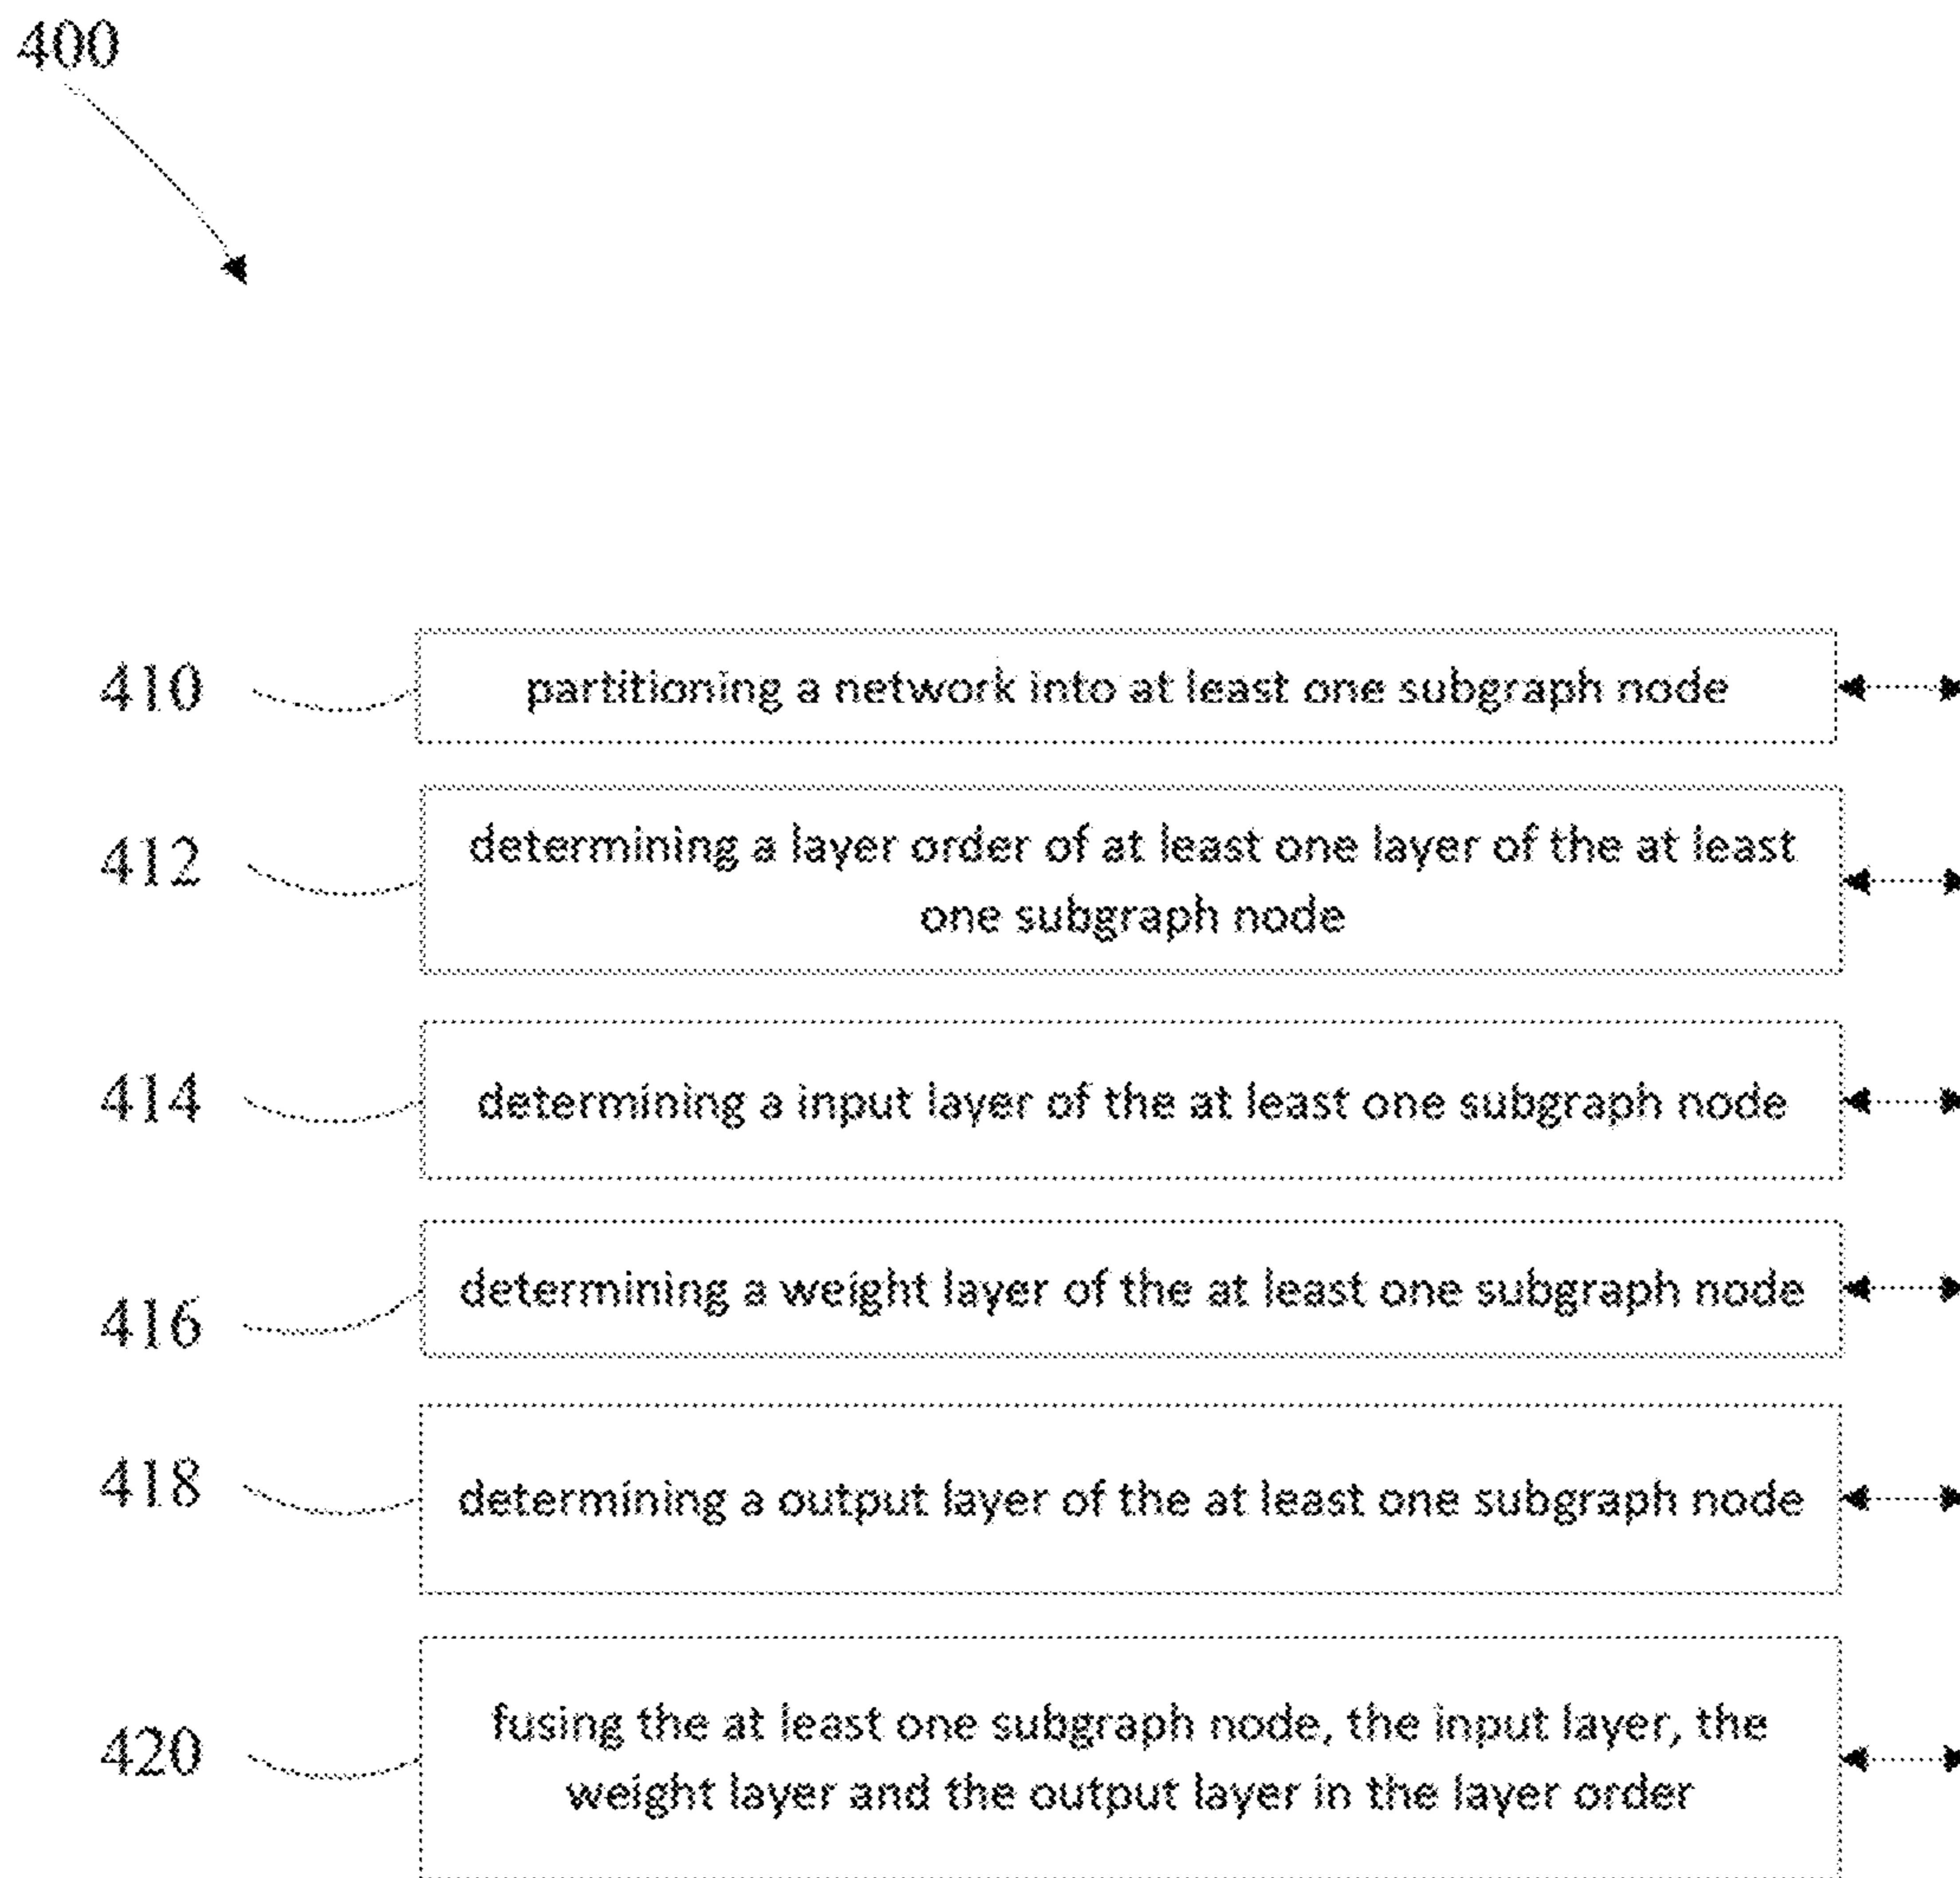 400
410
partitioning a network into at least one subgraph node
412
determining a layer order of at least one layer of the at least
one subgraph node
414
determining a input layer of the at least one subgraph node
416
determining a weight layer of the at least one subgraph node
418
determining a output layer of the at least one subgraph node
420
fusing the at least one subgraph node, the input layer, the
weight layer and the output layer in the layer order